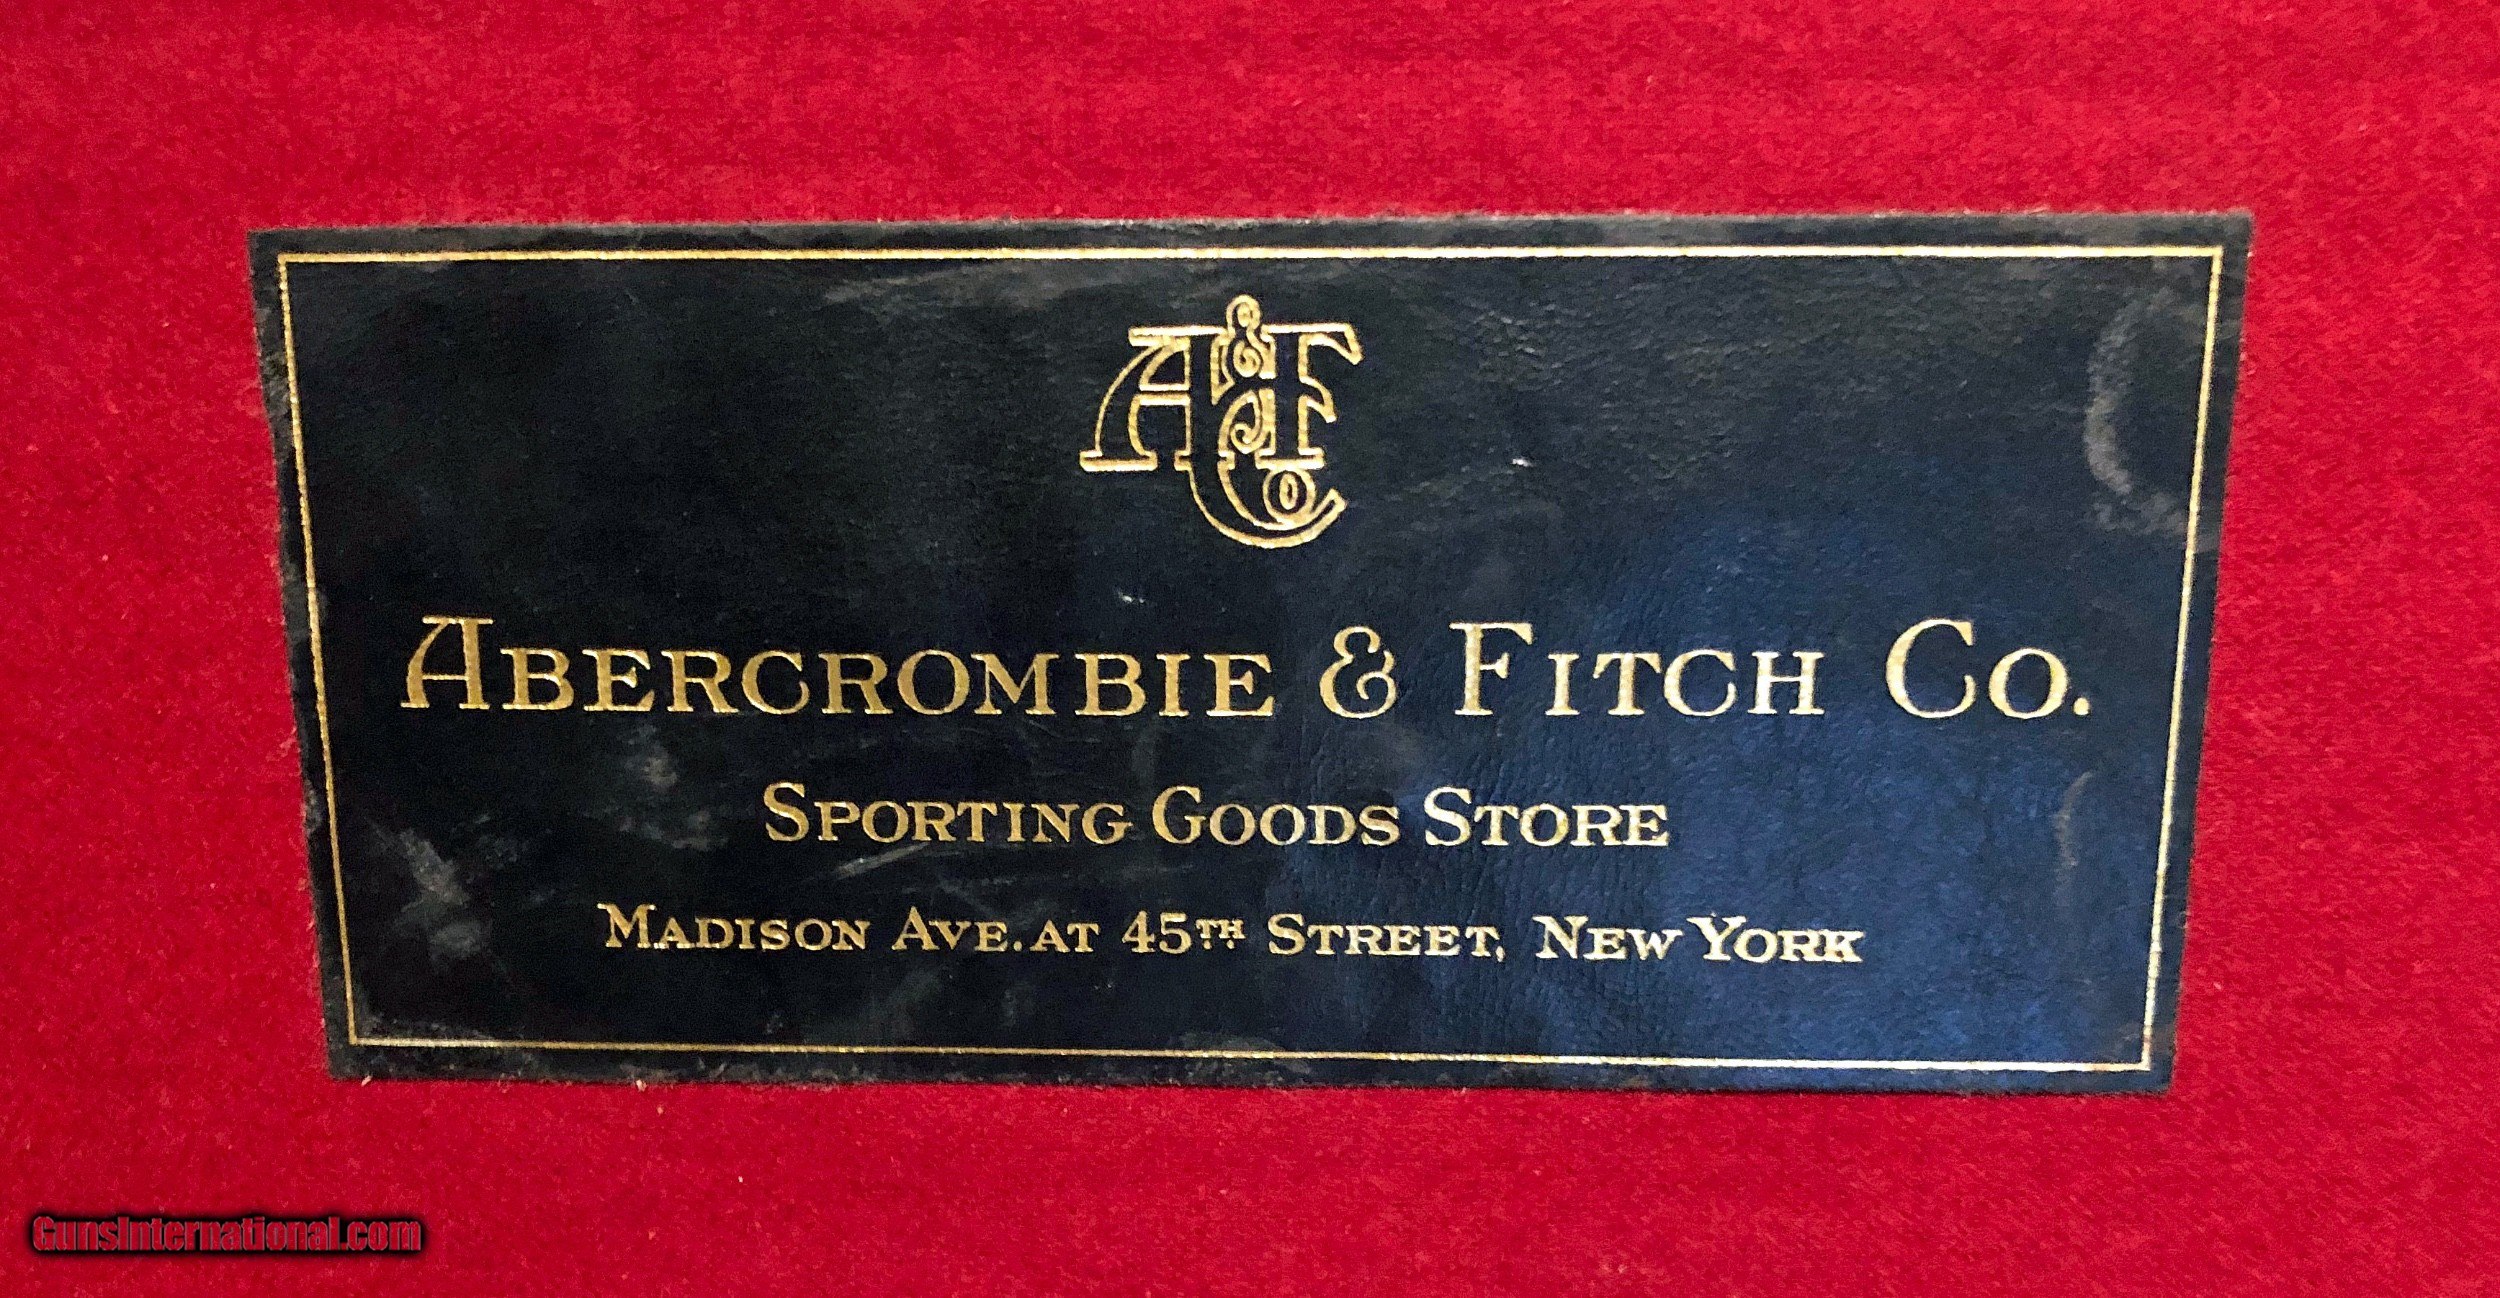 A&F Co
ABERCROMBIE & FITCH CO.
SPORTING GOODS STORE
MADISON AVE. AT 45TH STREET, NEW YORK
GunsInternational.com